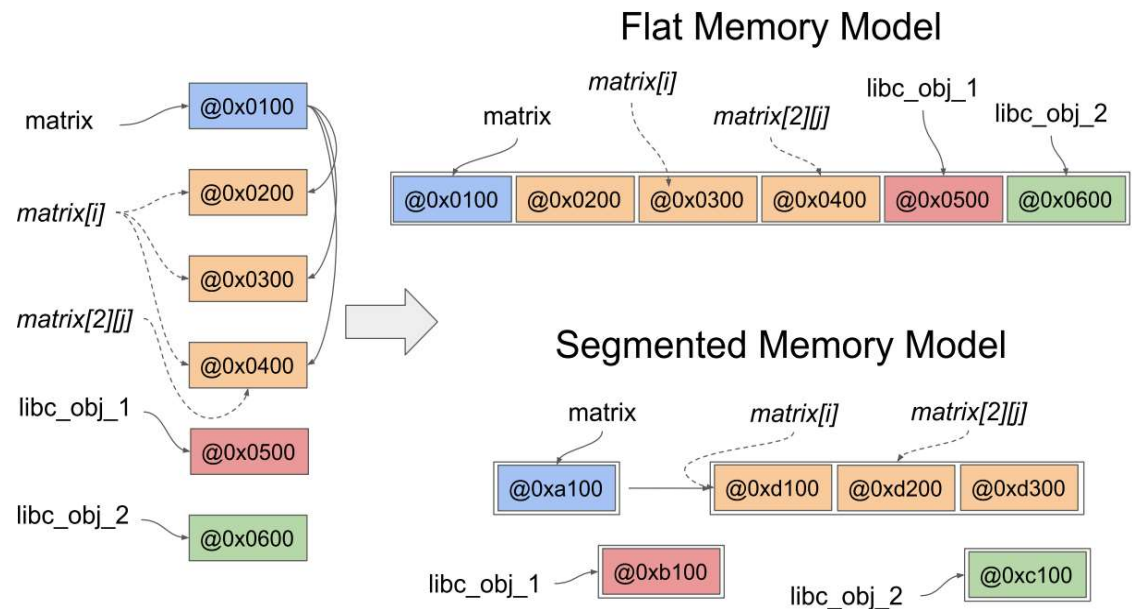 Flat Memory Model
matrix
@0x0100
matrix[i]
@0x0200
@0x0300
matrix[2][j]
@0x0400
libc_obj_1
@0x0500
libc_obj_2
@0x0600
matrix
matrix[i]
matrix[2][j]
libc_obj_1
libc_obj_2
@0x0100 @0x0200 @0x0300 @0x0400 @0x0500 @0x0600
Segmented Memory Model
matrix
matrix[i]
matrix[2][j]
@0xa100
@0xd100 @0xd200 @0xd300
libc_obj_1
@0xb100
libc_obj_2
@0xc100